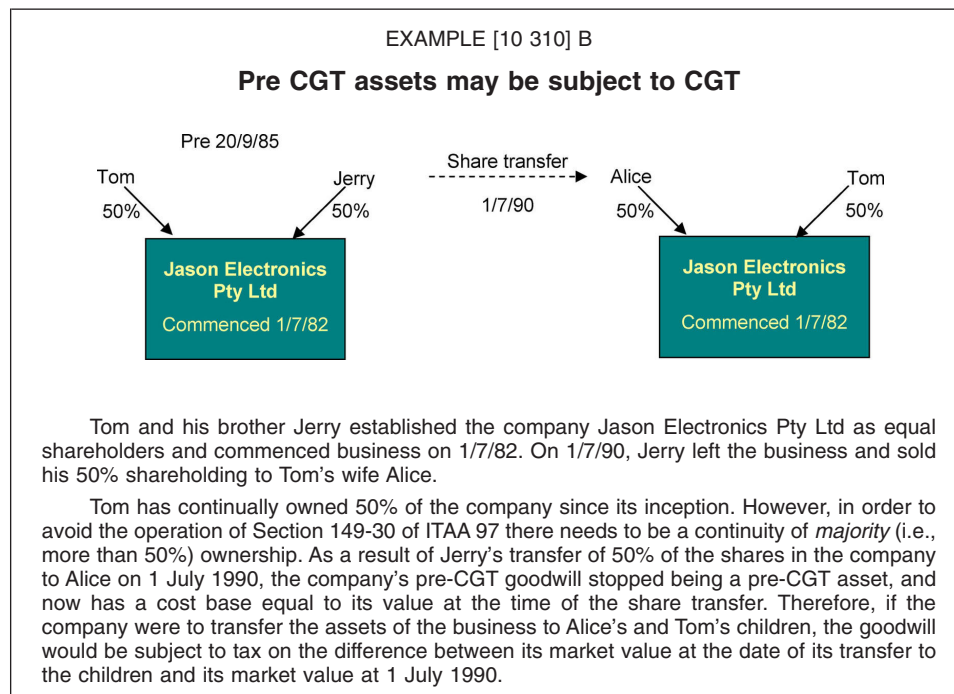 EXAMPLE [10 310] B
Pre CGT assets may be subject to CGT
Pre 20/9/85
Tom
Jerry
Share transfer
Alice
Tom
50%
50%
1/7/90
50%
50%
Jason Electronics
Pty Ltd
Commenced 1/7/82
Jason Electronics
Pty Ltd
Commenced 1/7/82
Tom and his brother Jerry established the company Jason Electronics Pty Ltd as equal
shareholders and commenced business on 1/7/82. On 1/7/90, Jerry left the business and sold
his 50% shareholding to Tom's wife Alice.
Tom has continually owned 50% of the company since its inception. However, in order to
avoid the operation of Section 149-30 of ITAA 97 there needs to be a continuity of majority (i.e.,
more than 50%) ownership. As a result of Jerry's transfer of 50% of the shares in the company
to Alice on 1 July 1990, the company's pre-CGT goodwill stopped being a pre-CGT asset, and
now has a cost base equal to its value at the time of the share transfer. Therefore, if the
company were to transfer the assets of the business to Alice's and Tom's children, the goodwill
would be subject to tax on the difference between its market value at the date of its transfer to
the children and its market value at 1 July 1990.